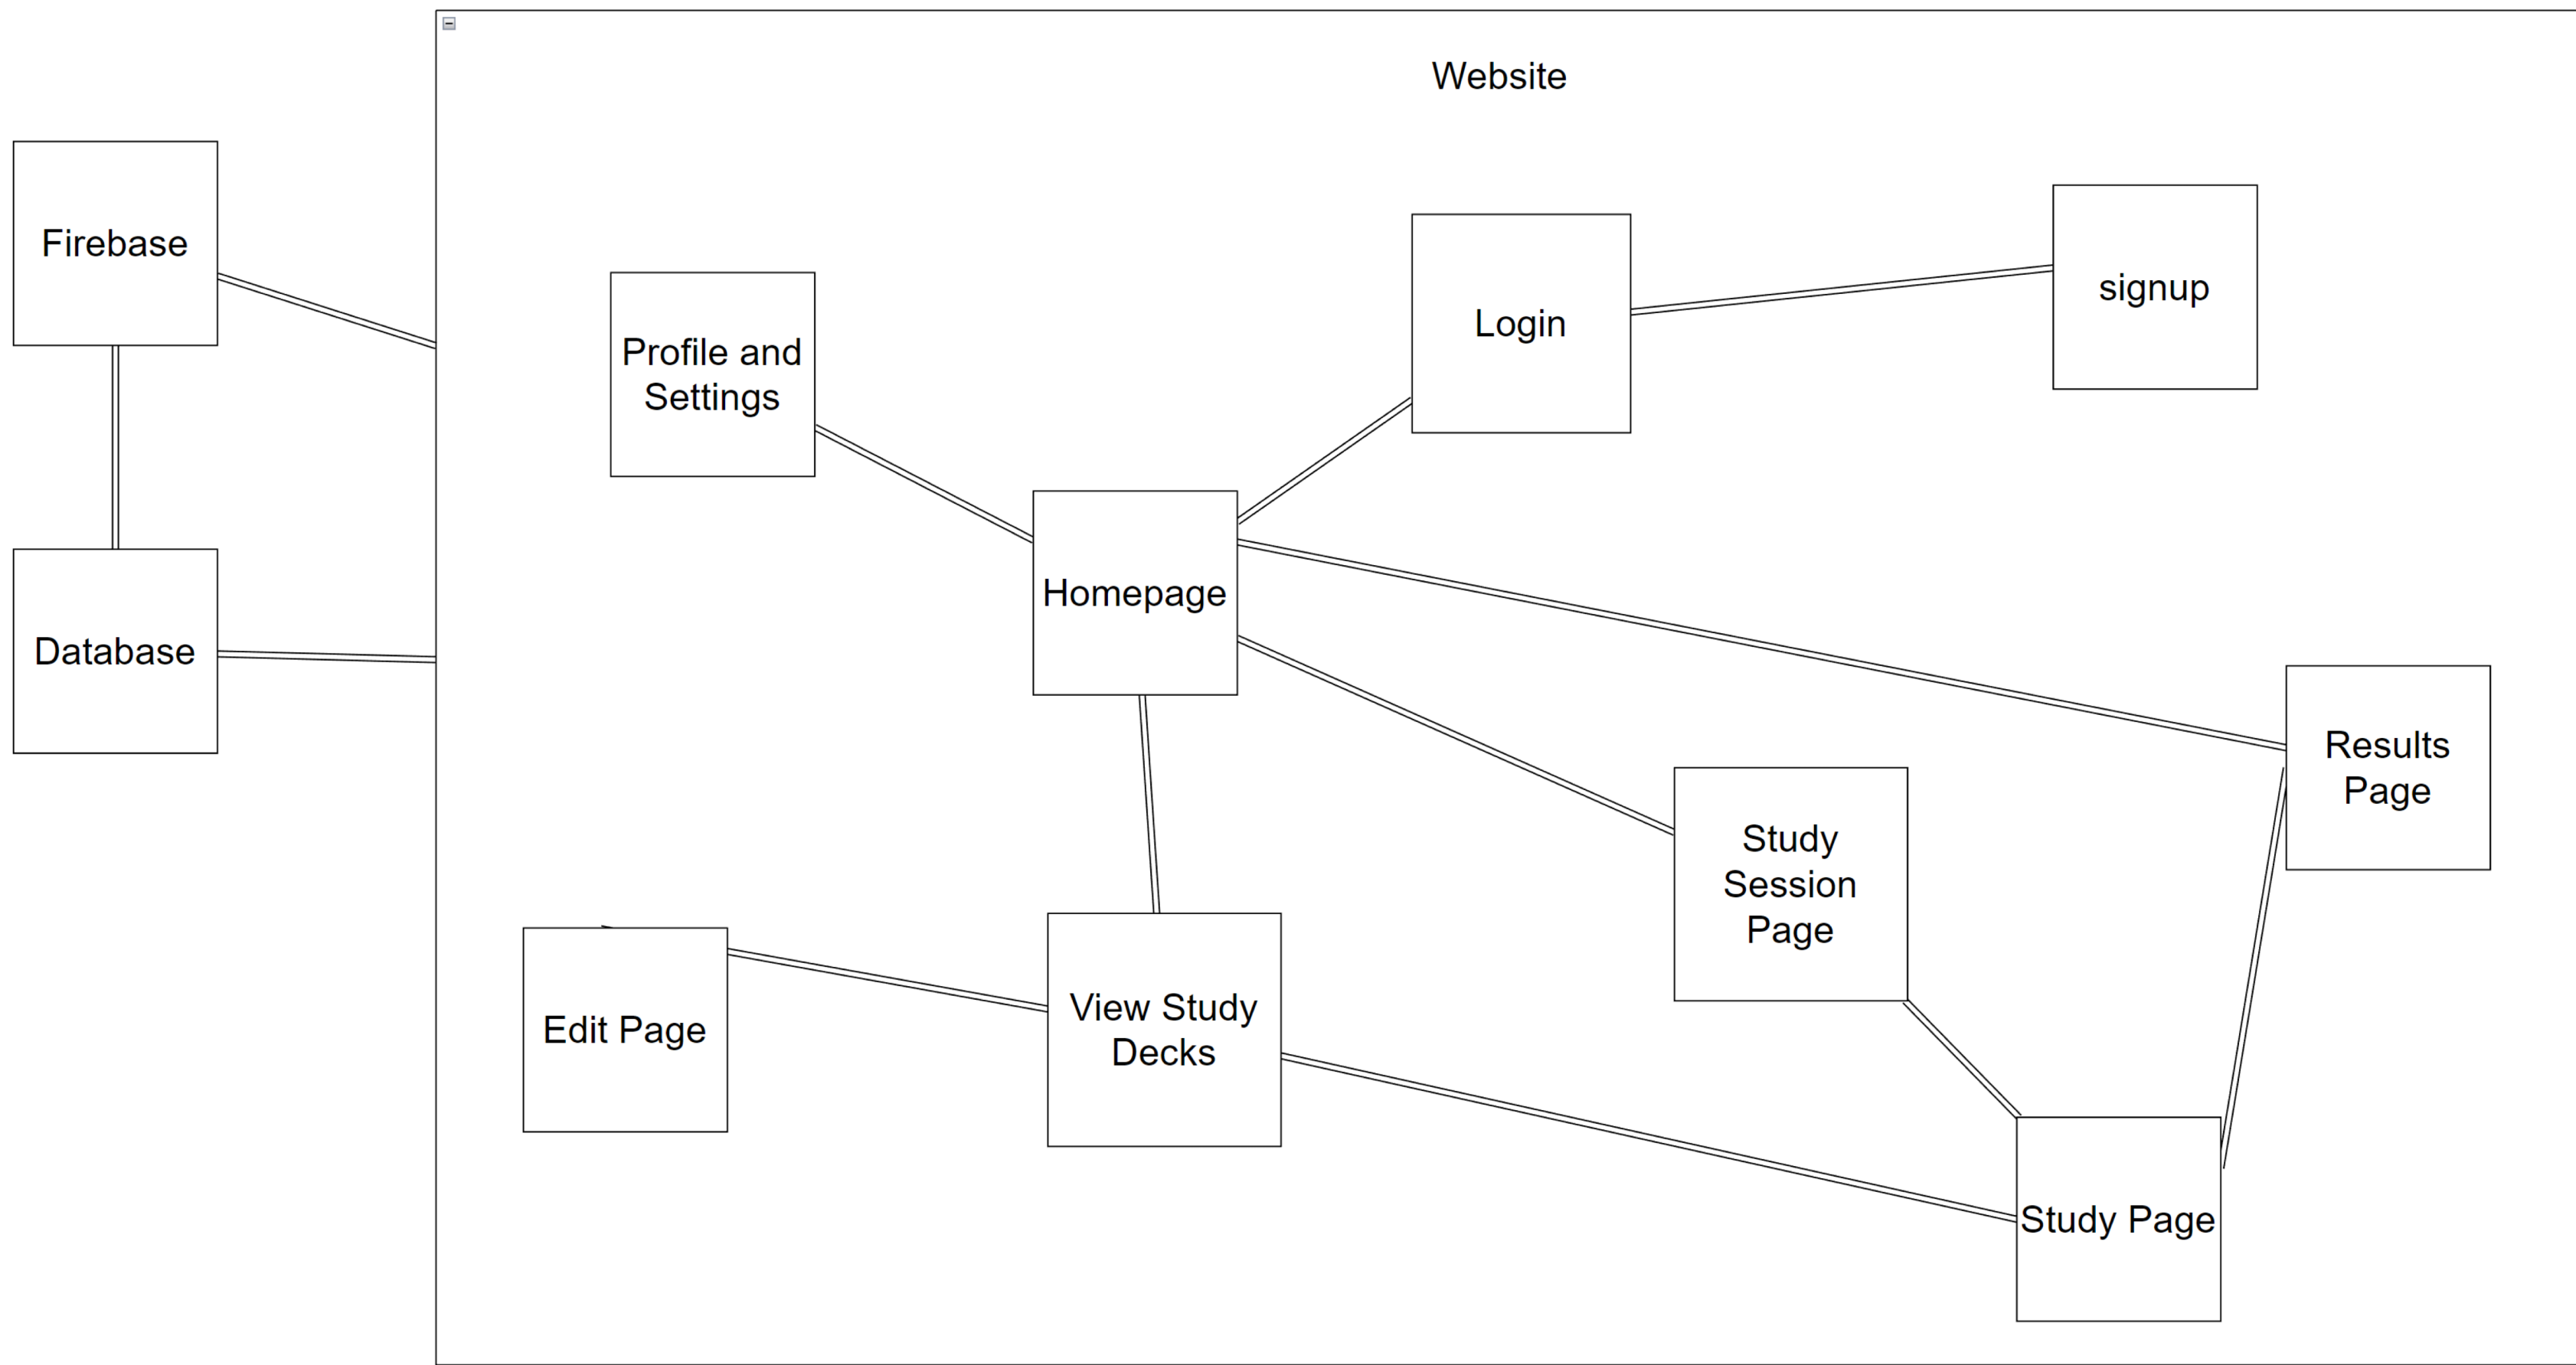 Website
Firebase
signup
Login
Profile and
Settings
Homepage
Database
Results
Page
Study
Session
Page
View Study
Decks
Edit Page
Study Page